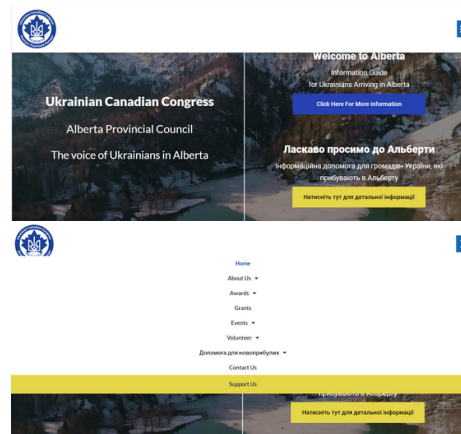 Welcome to Alberta
Information Guide
for Ukrainians Arriving in Alberta
Click Here For More Information
Ukrainian Canadian Congress
Alberta Provincial Council
The voice of Ukrainians in Alberta
Ласкаво просимо до Альберти
Інформаційна допомога для громадян України, які
прибувають в Альберту
Натисніть тут для детальної інформації
Home
About Us
Awards
Grants
Events
Volunteer
Допомога для новоприбулих
Contact Us
Support Us
прибувають в Альберту
Натисніть тут для детальної інформації